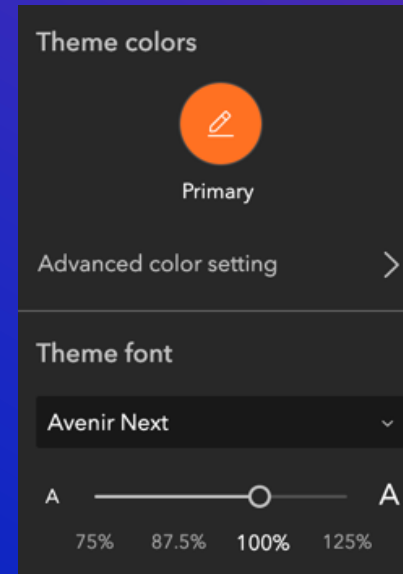 Theme colors
Primary
Advanced color setting
Theme font
Avenir Next
A A
75% 87.5% 100% 125%